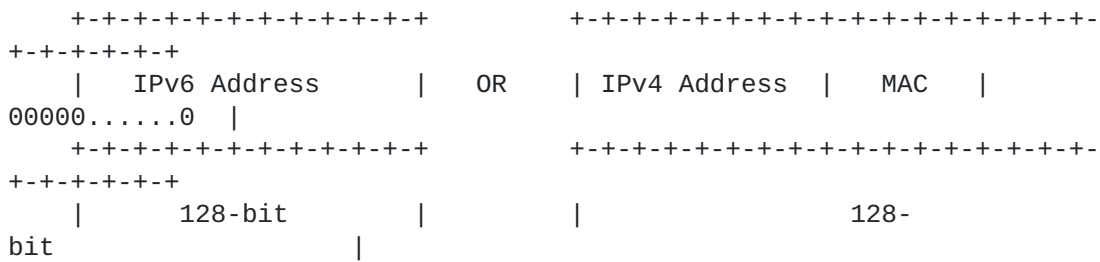 +-+-+-+-+-+-+-+-+-+-+-+         +-+-+-+-+-+-+-+-+-+-+-+-+-+-+-+-+-
+-+-+-+-+-+
    |   IPv6 Address      |   OR    | IPv4 Address  |   MAC   |
00000......0  |
    +-+-+-+-+-+-+-+-+-+-+-+         +-+-+-+-+-+-+-+-+-+-+-+-+-+-+-+-+-
+-+-+-+-+-+
    |      128-bit        |         |                 128-
bit                   |